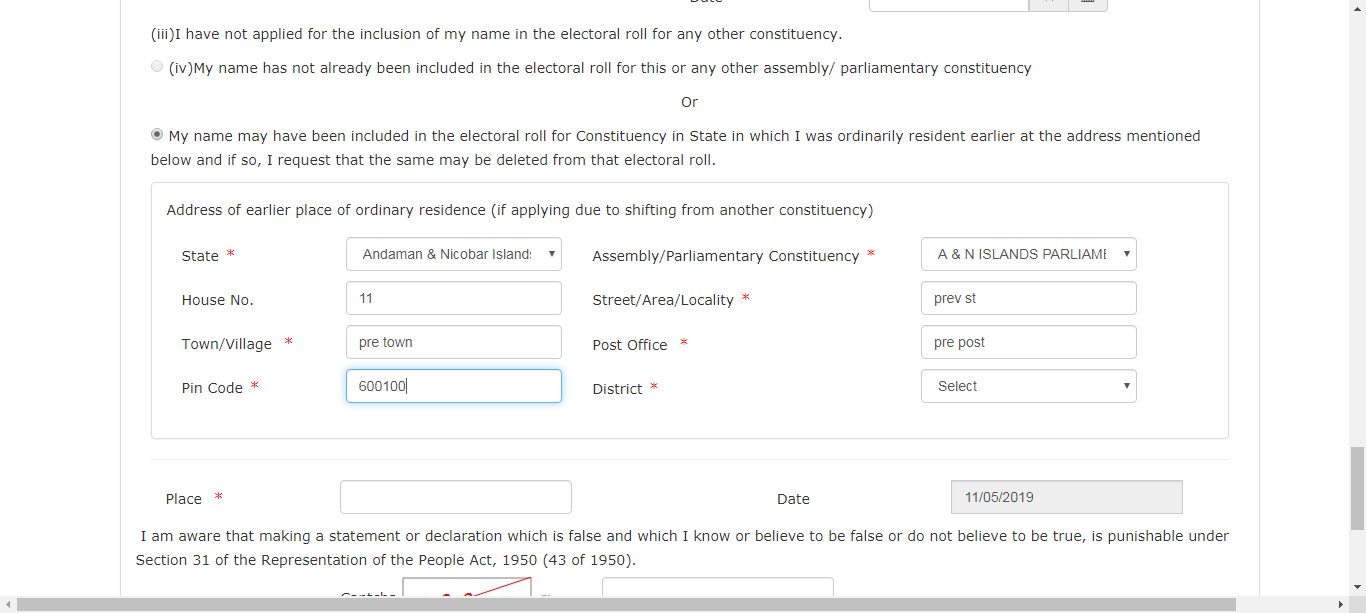 (iii)I have not applied for the inclusion of my name in the electoral roll for any other constituency.
(iv)My name has not already been included in the electoral roll for this or any other assembly/ parliamentary constituency
Or
My name may have been included in the electoral roll for Constituency in State in which I was ordinarily resident earlier at the address mentioned
below and if so, I request that the same may be deleted from that electoral roll.
Address of earlier place of ordinary residence (if applying due to shifting from another constituency)
State * Andaman & Nicobar Islands Assembly/Parliamentary Constituency * A & N ISLANDS PARLIAME
House No. 11 Street/Area/Locality * prev st
Town/Village * pre town Post Office * pre post
Pin Code * 600100 District * Select
Place * Date 11/05/2019
I am aware that making a statement or declaration which is false and which I know or believe to be false or do not believe to be true, is punishable under
Section 31 of the Representation of the People Act, 1950 (43 of 1950).